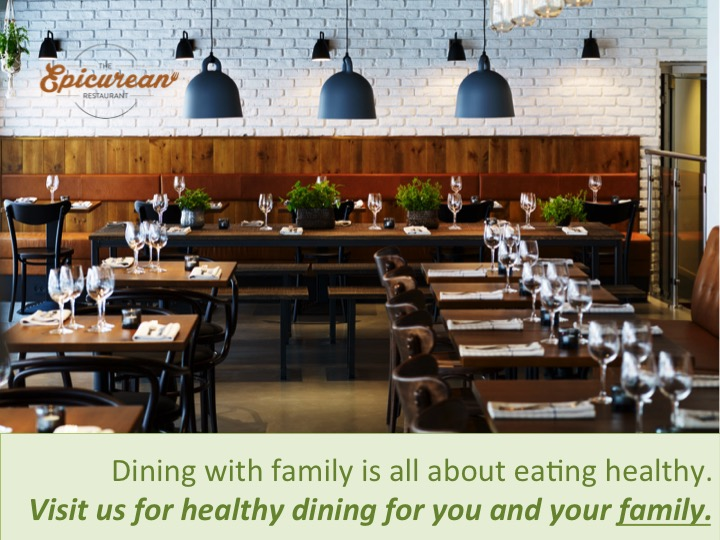 THE
Epicurean
RESTAURANT
Dining with family is all about eating healthy.
Visit us for healthy dining for you and your family.